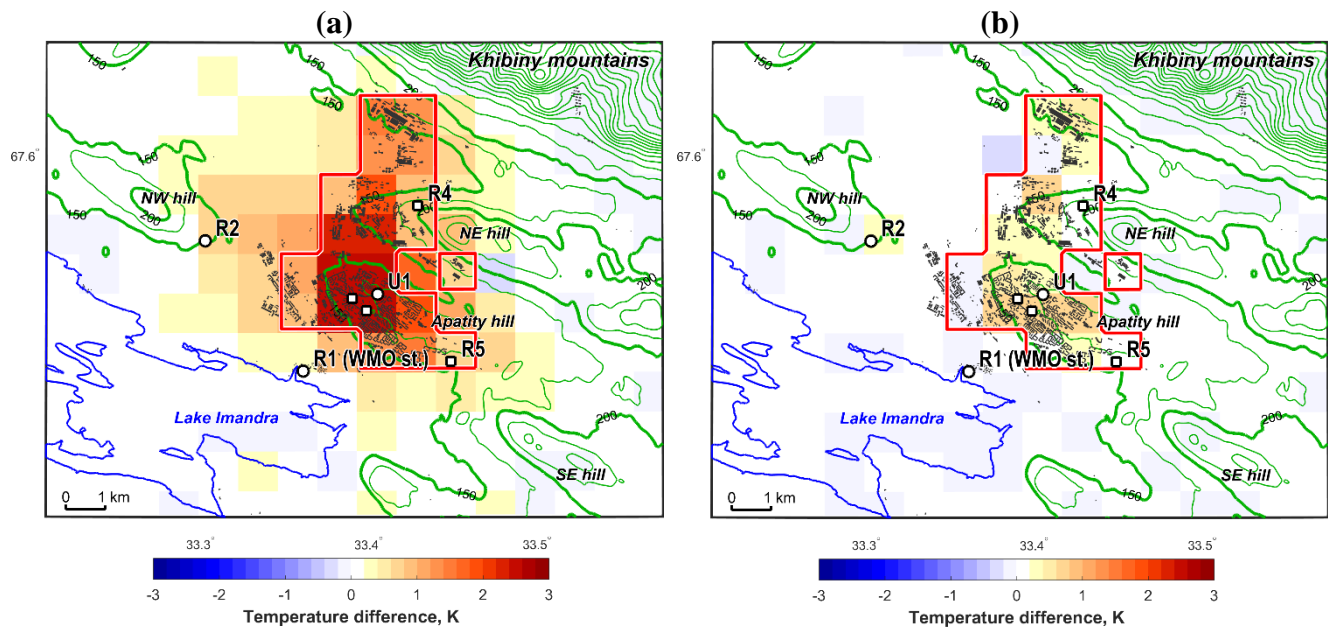 (a)
Khibiny mountains
150
150
20
67.6°
150
NW hill
200
150
R2
150
R4
200
NE hill
200
U1
Apatity hill
R1 (WMO st.)
R5
Lake Imandra
200
SE hill
150
0 1 km
33.3° 33.4° 33.5°
-3 -2 -1 0 1 2 3
Temperature difference, K
(b)
Khibiny mountains
150
150
20
67.6°
150
NW hill
200
150
R2
150
R4
200
NE hill
200
U1
Apatity hill
R1 (WMO st.)
R5
Lake Imandra
200
SE hill
150
0 1 km
33.3° 33.4° 33.5°
-3 -2 -1 0 1 2 3
Temperature difference, K